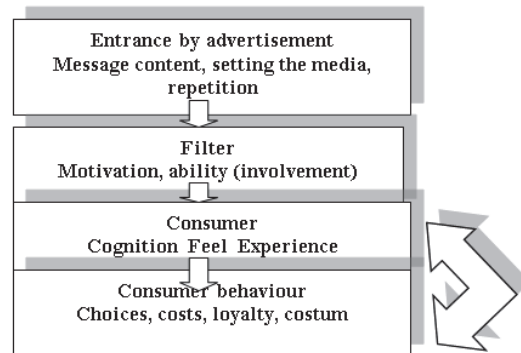 Entrance by advertisement
Message content, setting the media,
repetition
Filter
Motivation, ability (involvement)
Consumer
Cognition Feel Experience
Consumer behaviour
Choices, costs, loyalty, costum